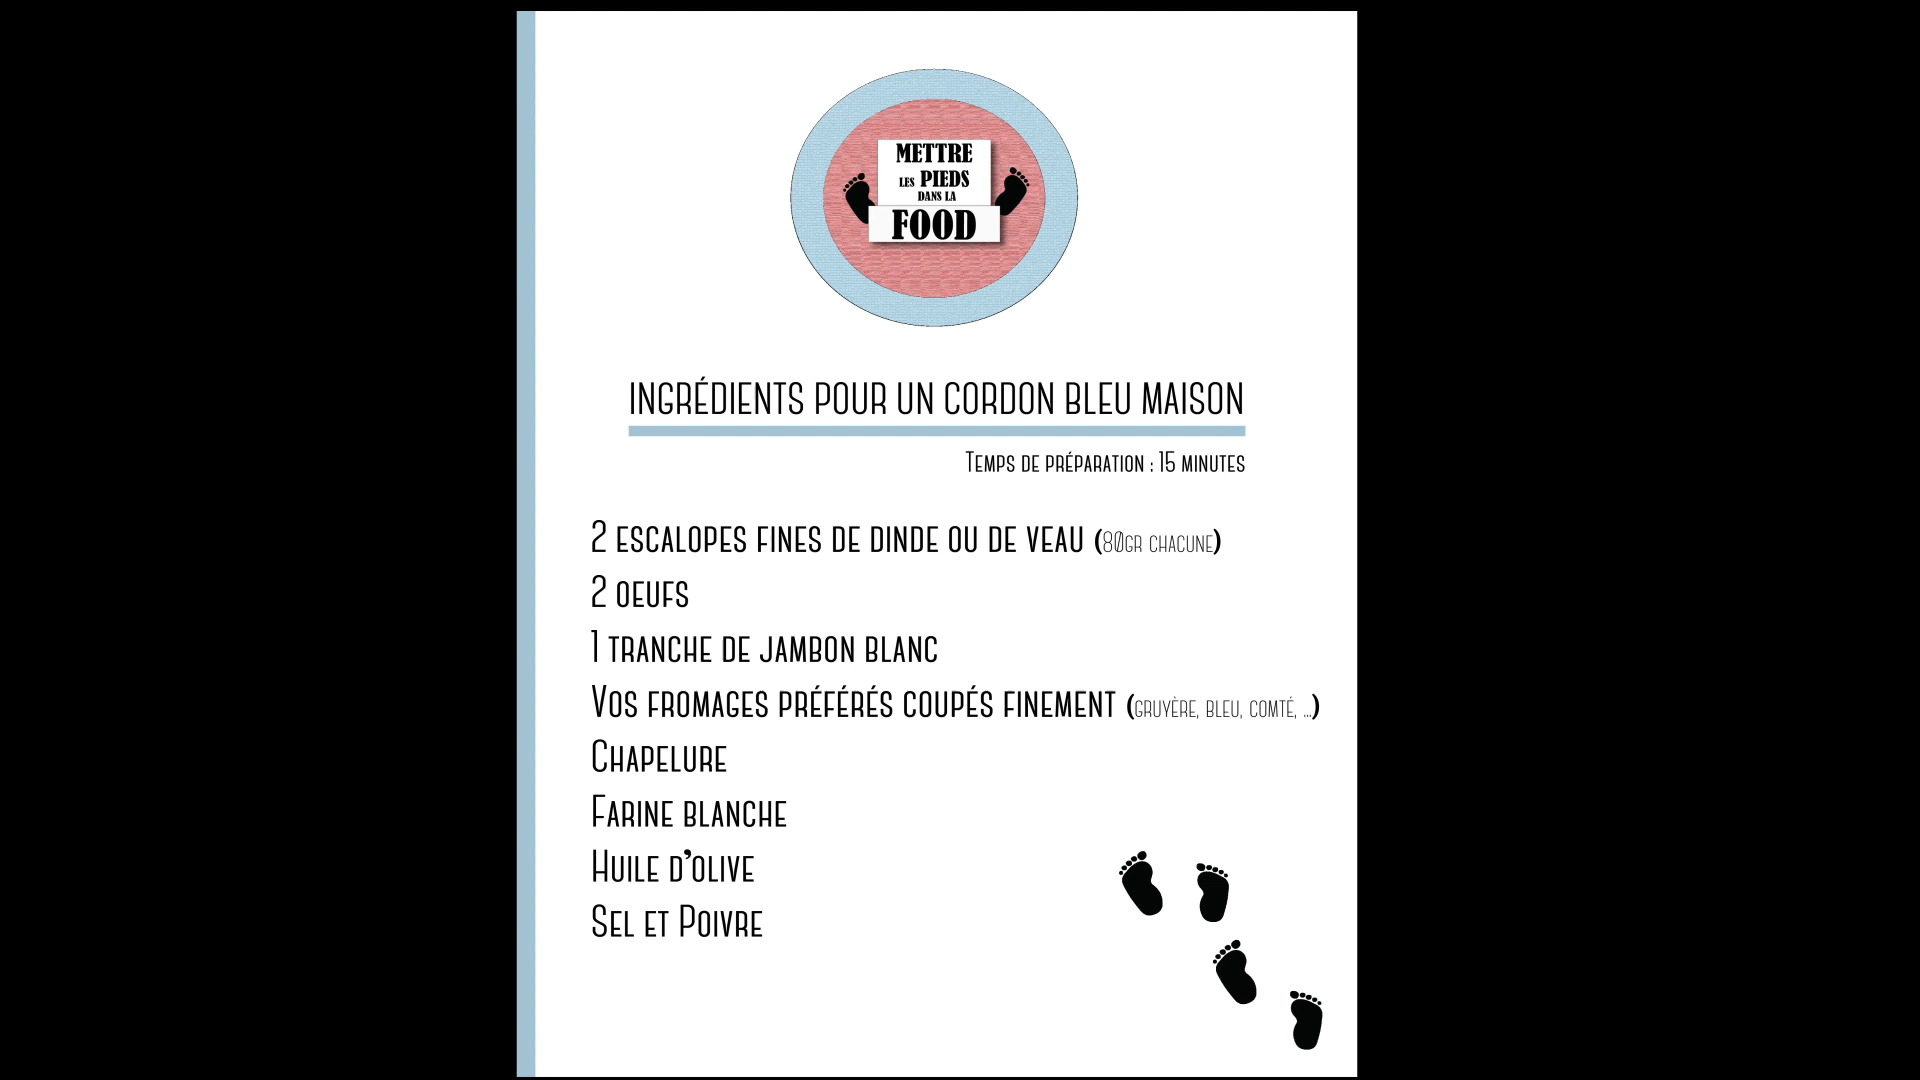 METTRE
LES PIEDS
DANS LA
FOOD
INGRÉDIENTS POUR UN CORDON BLEU MAISON
Temps de préparation : 15 minutes
2 escalopes fines de dinde ou de veau (80gr chacune)
2 oeufs
1 tranche de jambon blanc
Vos fromages préférés coupés finement (gruyère, bleu, comté, ...)
Chapelure
Farine blanche
Huile d'olive
Sel et Poivre